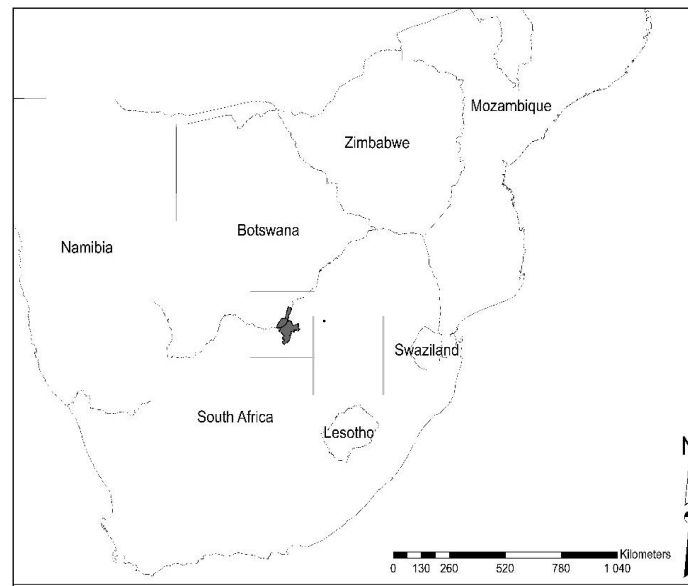 Mozambique
Zimbabwe
Botswana
Namibia
Swaziland
South Africa
Lesotho
N
Kilometers
0 130 260 520 780 1 040